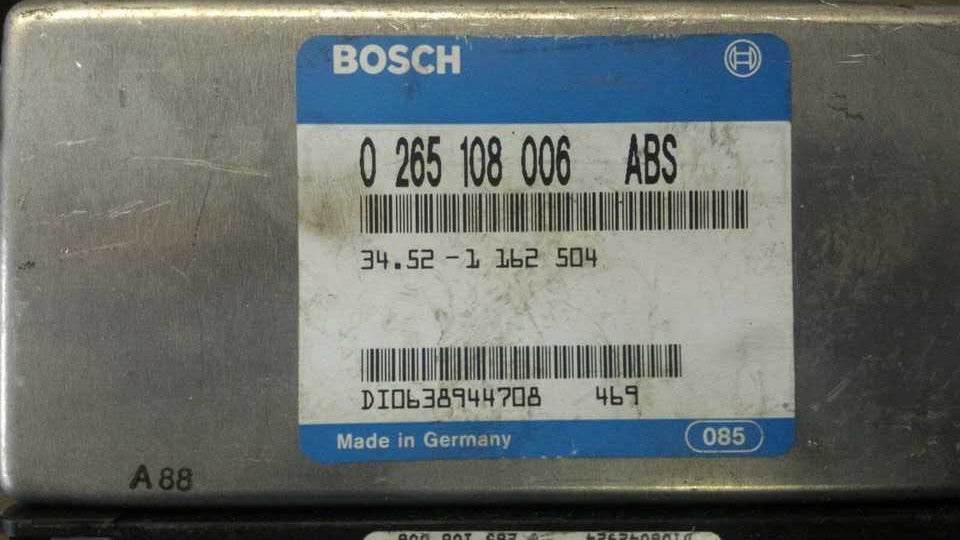 BOSCH
0 265 108 006 ABS
34.52 -1 162 504
DI0638944708 469
Made in Germany 085
A88